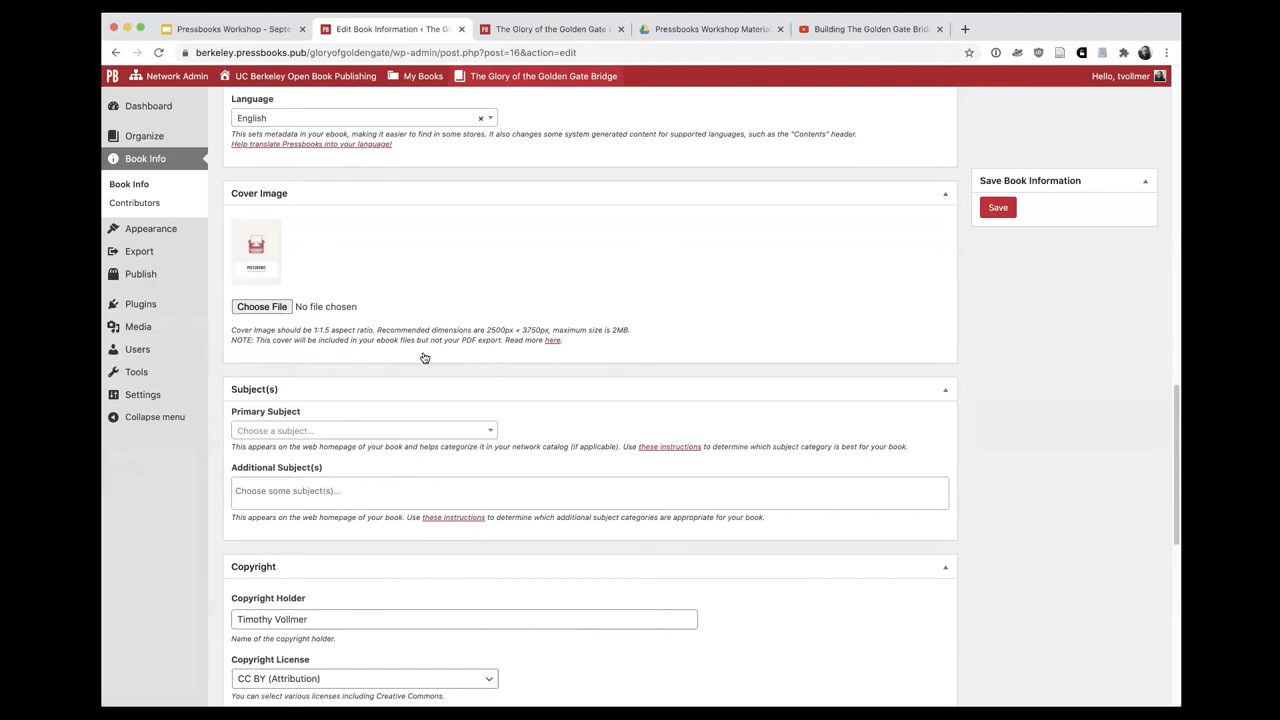 Pressbooks Workshop - Septe
Edit Book Information ‹ The Gl
The Glory of the Golden Gate B
Pressbooks Workshop Material
Building The Golden Gate Brid
berkeley.pressbooks.pub/gloryofgoldengate/wp-admin/post.php?post=16&action=edit
PB Network Admin UC Berkeley Open Book Publishing My Books The Glory of the Golden Gate Bridge Hello, tvollmer
Dashboard
Organize
Book Info
Book Info
Contributors
Appearance
Export
Publish
Plugins
Media
Users
Tools
Settings
Collapse menu
Language
English
This sets metadata in your ebook, making it easier to find in some stores. It also changes some system generated content for supported languages, such as the "Contents" header.
Help translate Pressbooks into your language!
Cover Image
PRESSBOOKS
Choose File No file chosen
Cover Image should be 1:1.5 aspect ratio. Recommended dimensions are 2500px × 3750px, maximum size is 2MB.
NOTE: This cover will be included in your ebook files but not your PDF export. Read more here.
Subject(s)
Primary Subject
Choose a subject...
This appears on the web homepage of your book and helps categorize it in your network catalog (if applicable). Use these instructions to determine which subject category is best for your book.
Additional Subject(s)
Choose some subject(s)...
This appears on the web homepage of your book. Use these instructions to determine which additional subject categories are appropriate for your book.
Copyright
Copyright Holder
Timothy Vollmer
Name of the copyright holder.
Copyright License
CC BY (Attribution)
You can select various licenses including Creative Commons.
Save Book Information
Save